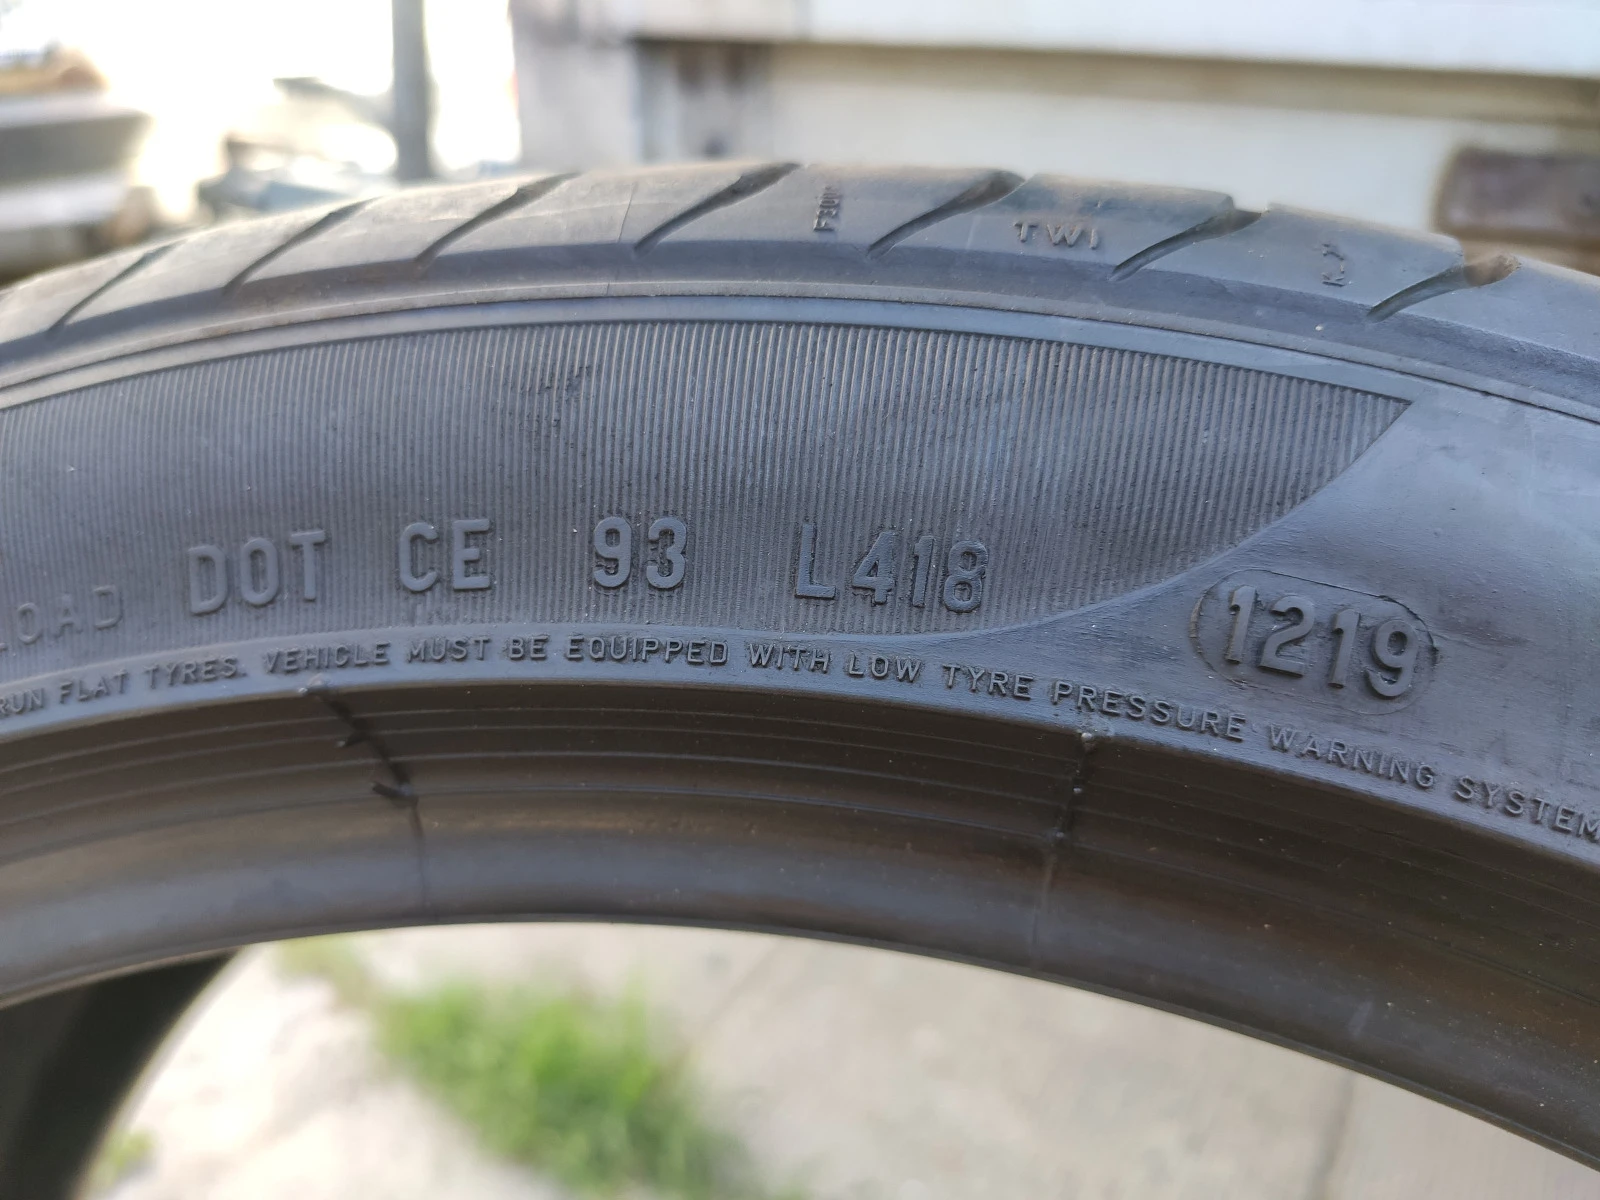 TWI
LOAD DOT CE 93 L418 1219
RUN FLAT TYRES. VEHICLE MUST BE EQUIPPED WITH LOW TYRE PRESSURE WARNING SYSTEM